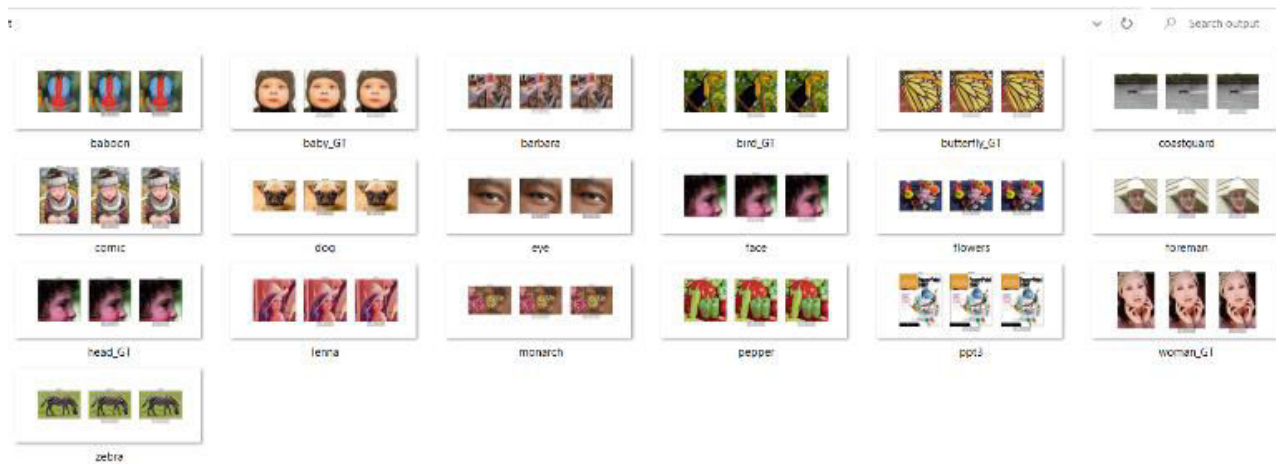 Search output
baboon baby_GT barbara bird_GT butterfly_GT coastguard
comic dog eye face flowers foreman
head_GT lenna monarch pepper ppt3 woman_GT
zebra